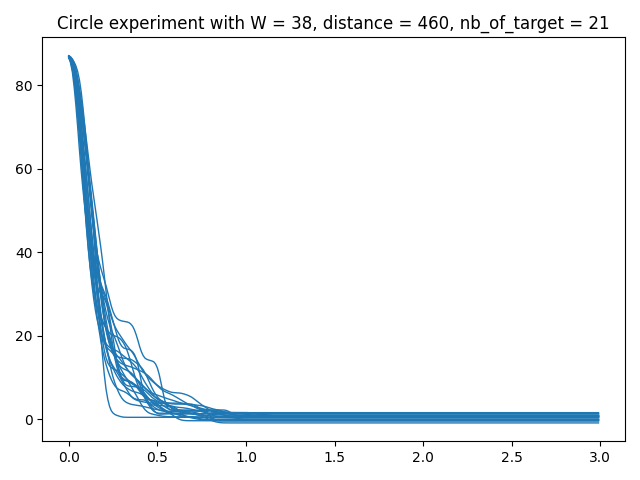 Circle experiment with W = 38, distance = 460, nb_of_target = 21
80
60
40
20
0
0.0 0.5 1.0 1.5 2.0 2.5 3.0